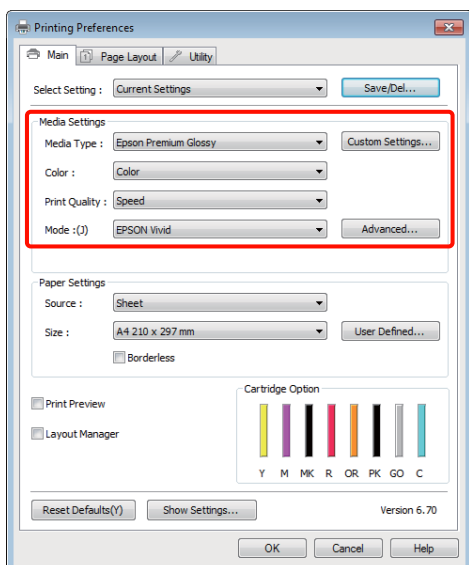 Printing Preferences
Main Page Layout Utility
Select Setting : Current Settings Save/Del...
Media Settings
Media Type : Epson Premium Glossy Custom Settings...
Color : Color
Print Quality : Speed
Mode :(J) EPSON Vivid Advanced...
Paper Settings
Source : Sheet
Size : A4 210 x 297 mm User Defined...
Borderless
Cartridge Option
Print Preview
Layout Manager
Y M MK R OR PK GO C
Reset Defaults(Y) Show Settings... Version 6.70
OK Cancel Help